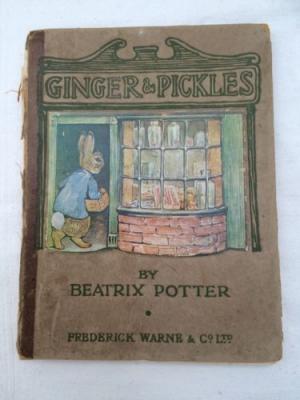 GINGER & PICKLES
BY
BEATRIX POTTER
FREDERICK WARNE & Cº LTD